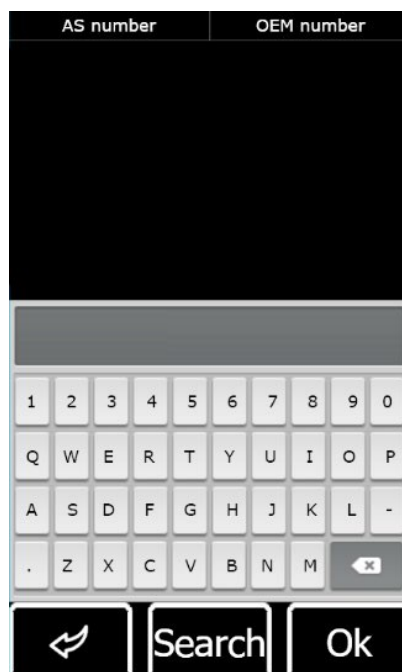 AS number OEM number
1 2 3 4 5 6 7 8 9 0
Q W E R T Y U I O P
A S D F G H J K L -
. Z X C V B N M
Search Ok